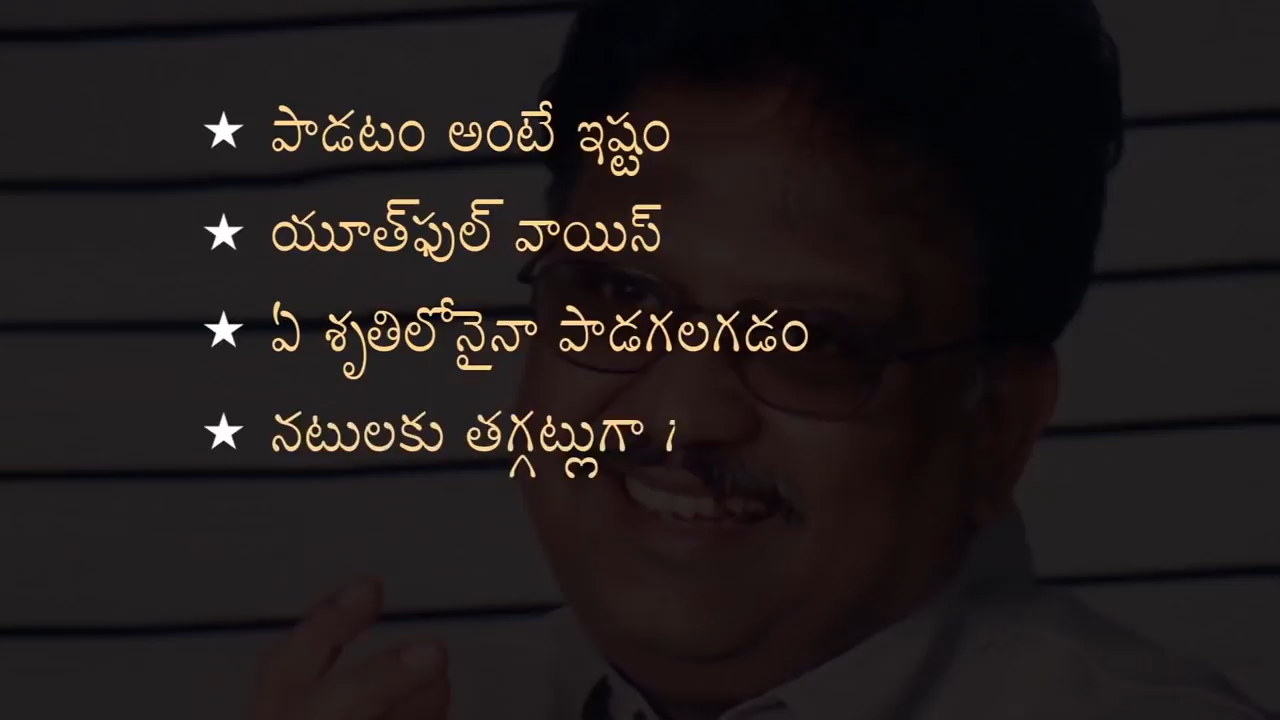 ★ పాడటం అంటే ఇష్టం
★ యూత్‌ఫుల్ వాయిస్
★ ఏ శృతిలోనైనా పాడగలగడం
★ నటులకు తగ్గట్లుగా